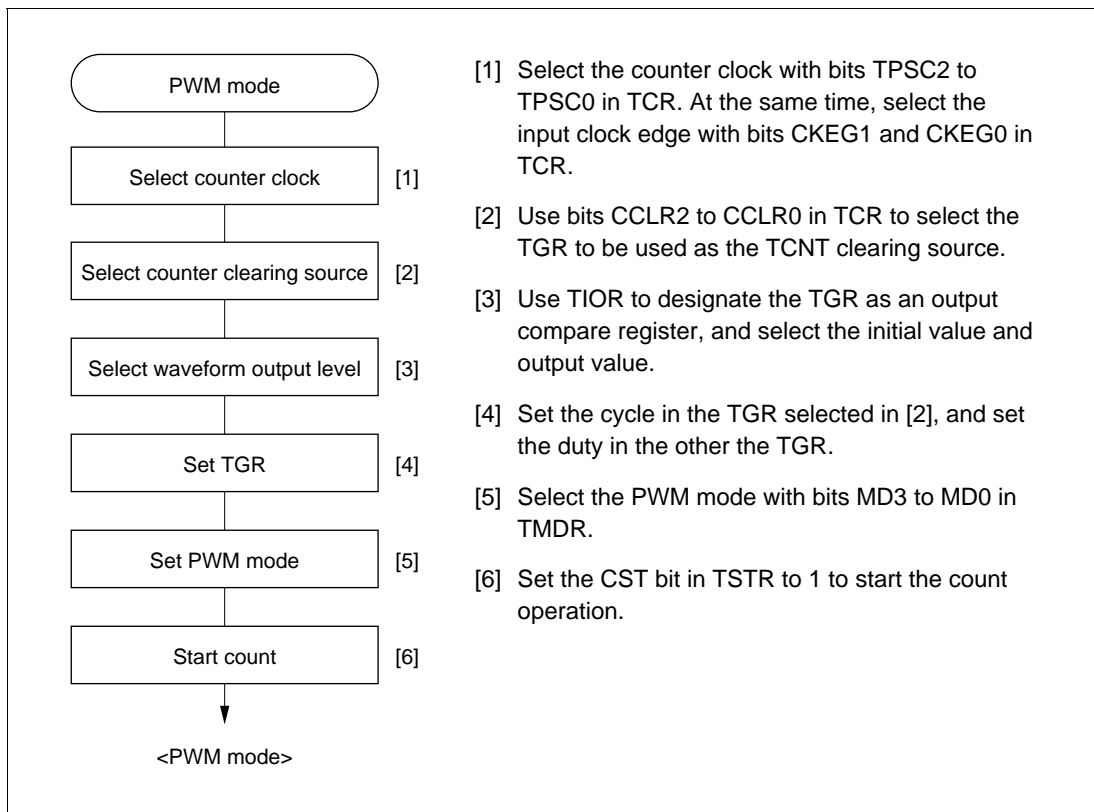 PWM mode
Select counter clock [1]
Select counter clearing source [2]
Select waveform output level [3]
Set TGR [4]
Set PWM mode [5]
Start count [6]
<PWM mode>
[1] Select the counter clock with bits TPSC2 to
TPSC0 in TCR. At the same time, select the
input clock edge with bits CKEG1 and CKEG0 in
TCR.
[2] Use bits CCLR2 to CCLR0 in TCR to select the
TGR to be used as the TCNT clearing source.
[3] Use TIOR to designate the TGR as an output
compare register, and select the initial value and
output value.
[4] Set the cycle in the TGR selected in [2], and set
the duty in the other the TGR.
[5] Select the PWM mode with bits MD3 to MD0 in
TMDR.
[6] Set the CST bit in TSTR to 1 to start the count
operation.